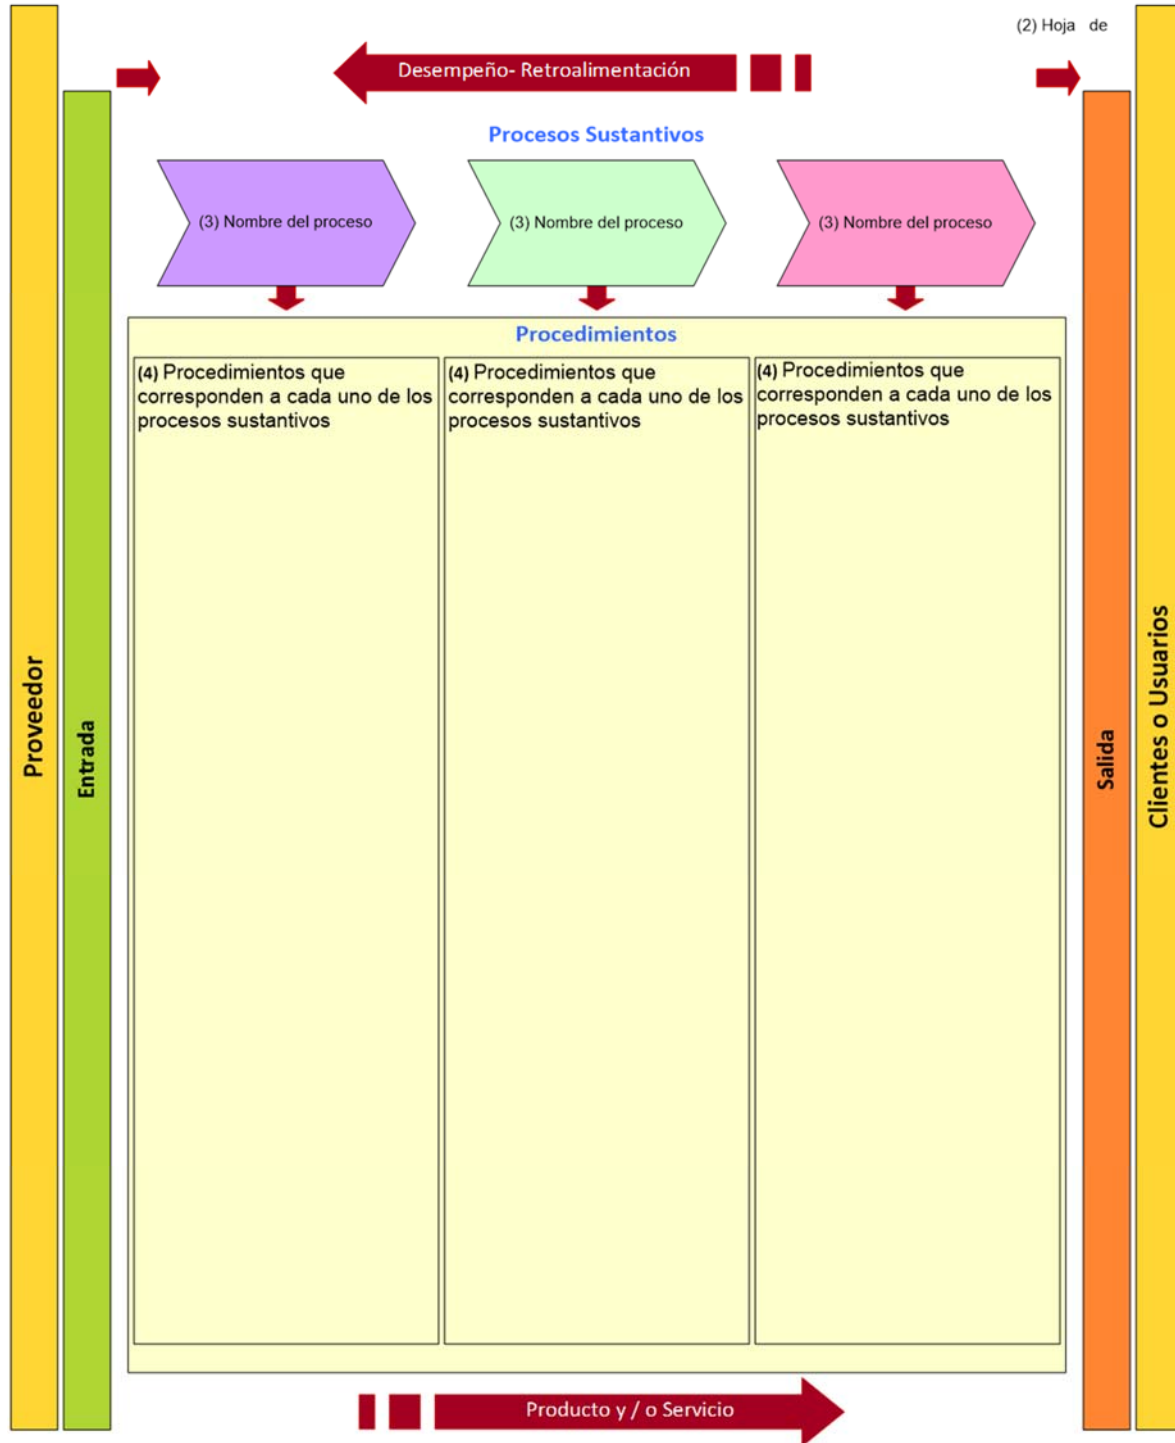 (2) Hoja de
Desempeño- Retroalimentación
Procesos Sustantivos
(3) Nombre del proceso
(3) Nombre del proceso
(3) Nombre del proceso
Procedimientos
(4) Procedimientos que
corresponden a cada uno de los
procesos sustantivos
(4) Procedimientos que
corresponden a cada uno de los
procesos sustantivos
(4) Procedimientos que
corresponden a cada uno de los
procesos sustantivos
Proveedor
Entrada
Salida
Clientes o Usuarios
Producto y / o Servicio